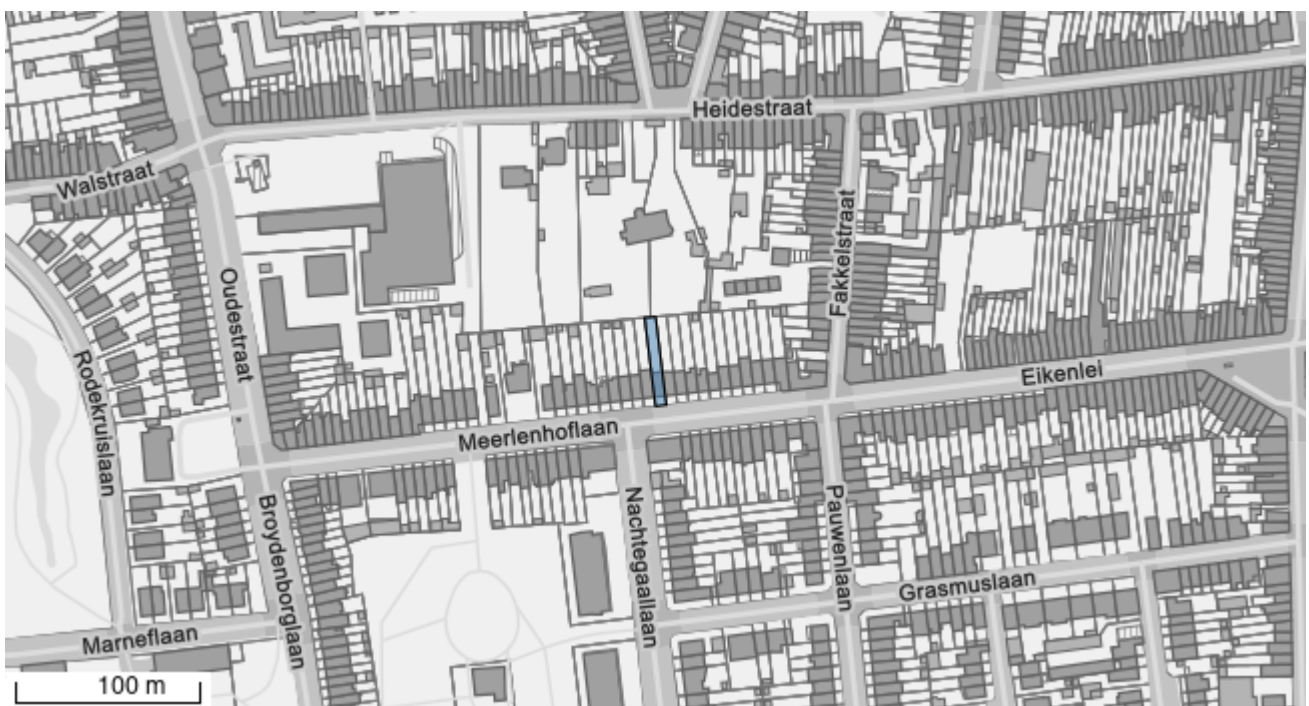 Heidestraat
Walstraat
Fakkelstraat
Oudestraat
Rodekruislaan
Eikenlei
Meerlenhoflaan
Nachtegaallaan
Pauwenlaan
Broydenborglaan
Grasmuslaan
Marneflaan
100 m